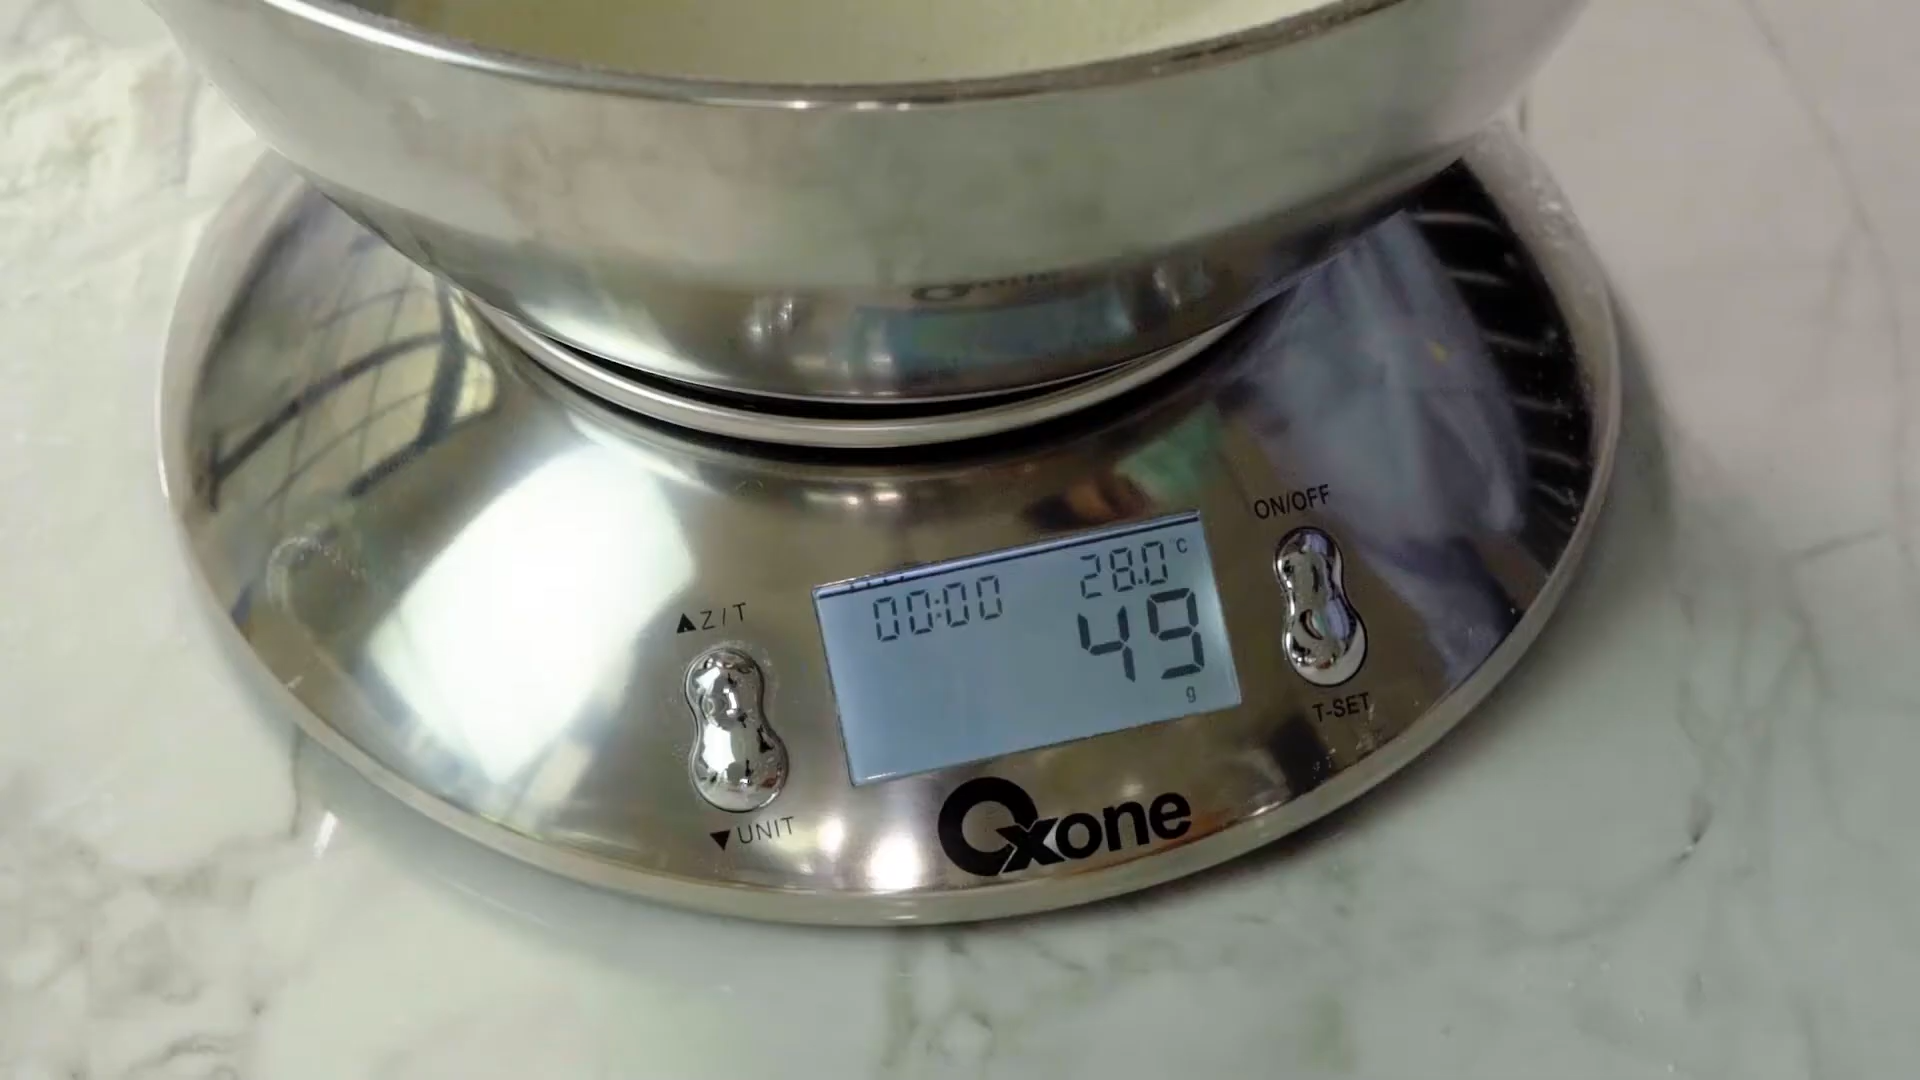 ON/OFF
28.0 °C
00:00
49
g
▲Z/T
T-SET
▼UNIT
Oxone